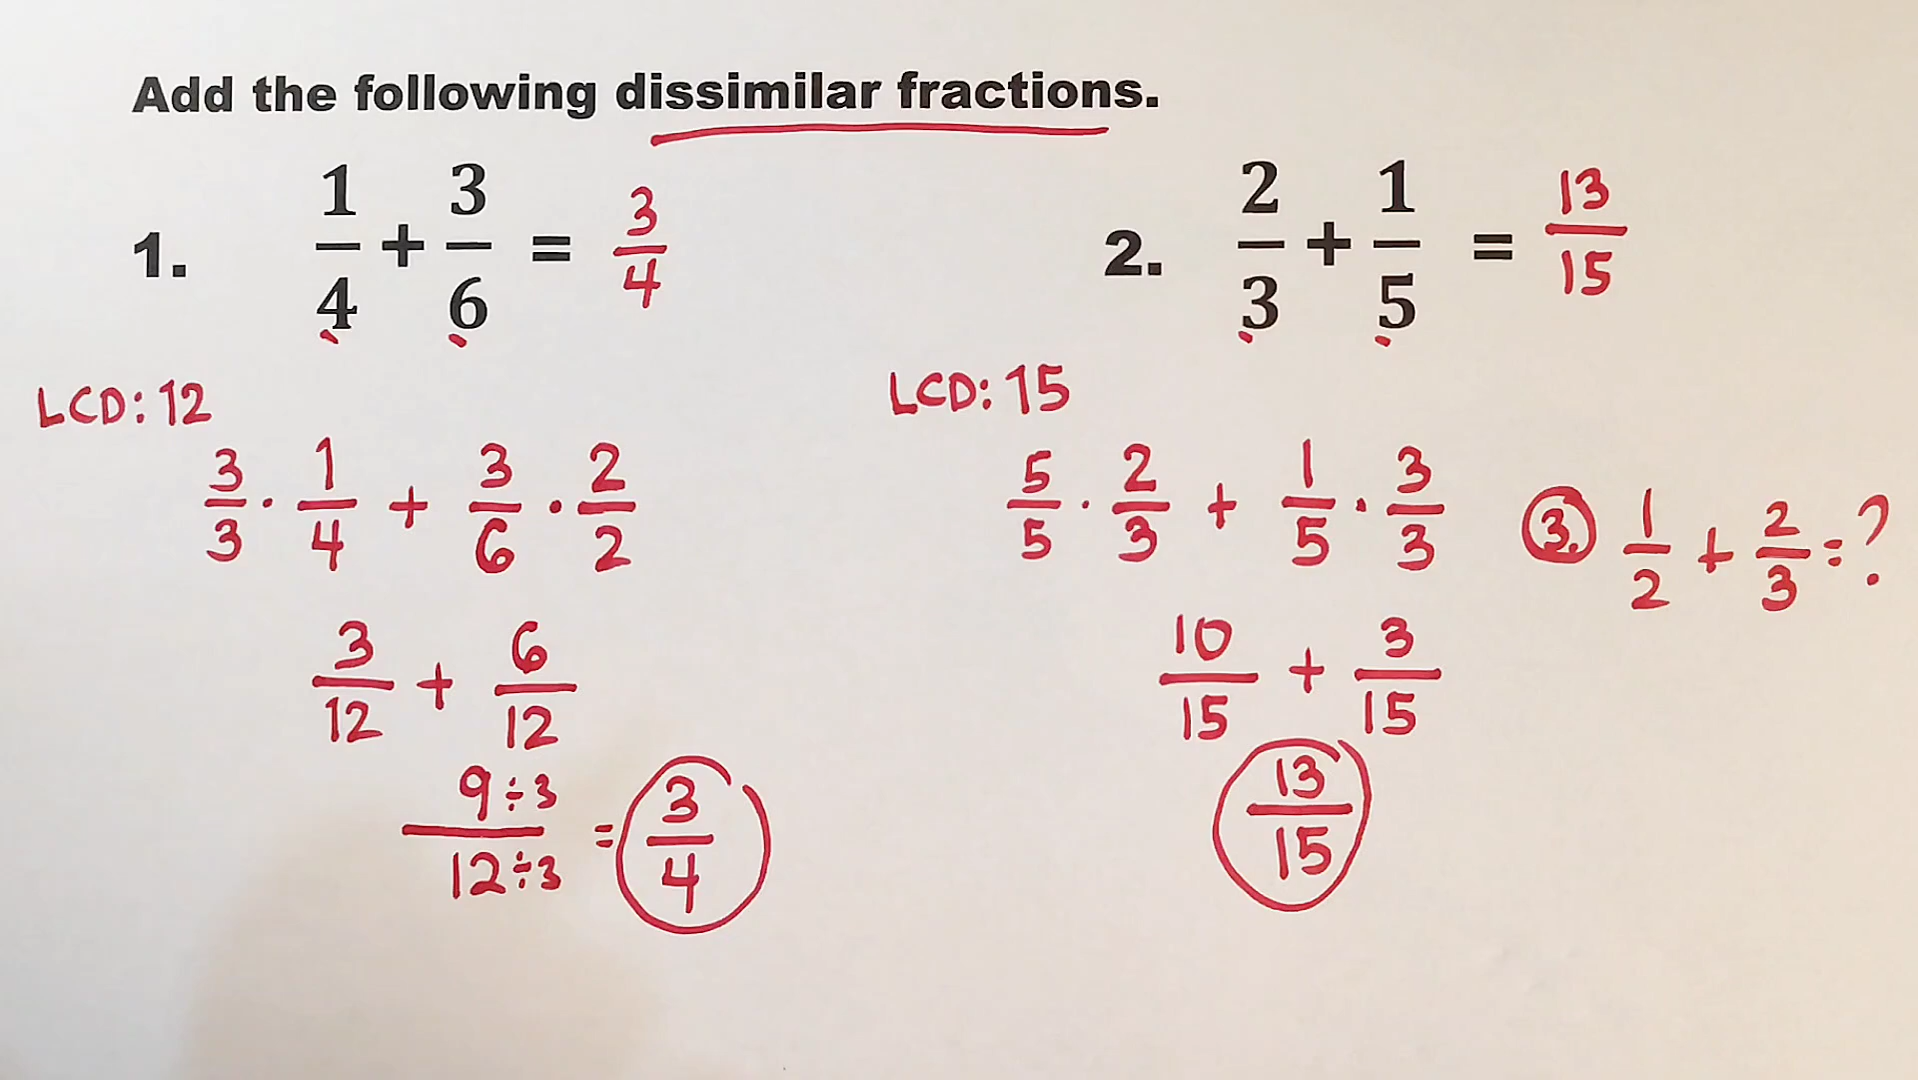 Add the following dissimilar fractions.
1. 1/4 + 3/6 = 3/4
LCD: 12
3/3 · 1/4 + 3/6 · 2/2
3/12 + 6/12
9÷3/12÷3 = 3/4
2. 2/3 + 1/5 = 13/15
LCD: 15
5/5 · 2/3 + 1/5 · 3/3
10/15 + 3/15
13/15
3. 1/2 + 2/3 = ?